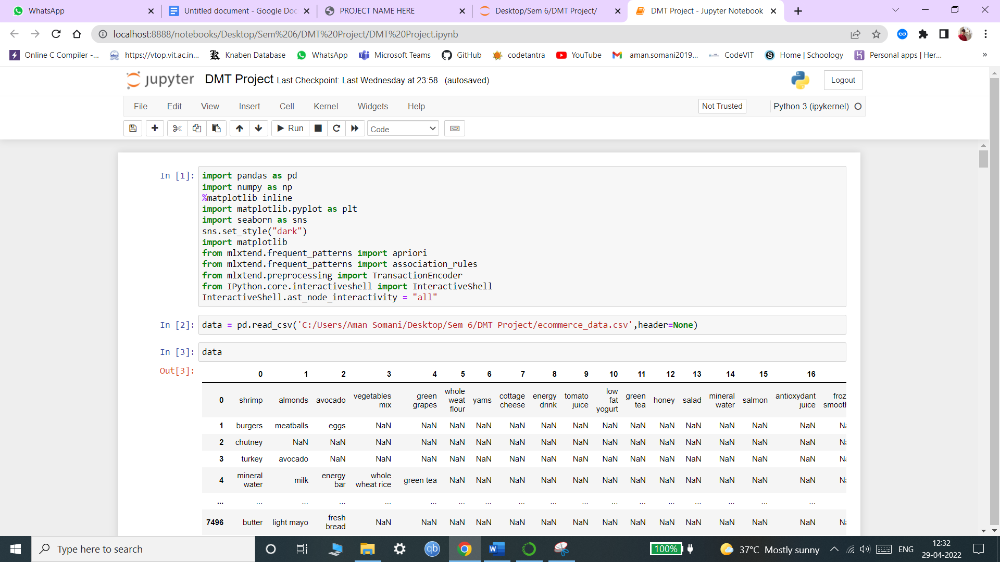 WhatsApp
Untitled document - Google Doc
PROJECT NAME HERE
Desktop/Sem 6/DMT Project/
DMT Project - Jupyter Notebook
localhost:8888/notebooks/Desktop/Sem%206/DMT%20Project/DMT%20Project.ipynb
Online C Compiler -...
https://vtop.vit.ac.in...
Knaben Database
WhatsApp
Microsoft Teams
GitHub
codetantra
YouTube
aman.somani2019...
CodeVIT
Home | Schoology
Personal apps | Her...
»
jupyter DMT Project Last Checkpoint: Last Wednesday at 23:58 (autosaved)
Logout
File Edit View Insert Cell Kernel Widgets Help
Not Trusted
Python 3 (ipykernel)
Run
Code
In [1]: import pandas as pd
import numpy as np
%matplotlib inline
import matplotlib.pyplot as plt
import seaborn as sns
sns.set_style("dark")
import matplotlib
from mlxtend.frequent_patterns import apriori
from mlxtend.frequent_patterns import association_rules
from mlxtend.preprocessing import TransactionEncoder
from IPython.core.interactiveshell import InteractiveShell
InteractiveShell.ast_node_interactivity = "all"
In [2]: data = pd.read_csv('C:/Users/Aman Somani/Desktop/Sem 6/DMT Project/ecommerce_data.csv',header=None)
In [3]: data
Out[3]:
0 1 2 3 4 5 6 7 8 9 10 11 12 13 14 15 16
0 shrimp almonds avocado vegetables mix green grapes whole weat flour yams cottage cheese energy drink tomato juice low fat yogurt green tea honey salad mineral water salmon antioxydant juice froz smooth
1 burgers meatballs eggs NaN NaN NaN NaN NaN NaN NaN NaN NaN NaN NaN NaN NaN NaN Na
2 chutney NaN NaN NaN NaN NaN NaN NaN NaN NaN NaN NaN NaN NaN NaN NaN NaN Na
3 turkey avocado NaN NaN NaN NaN NaN NaN NaN NaN NaN NaN NaN NaN NaN NaN NaN Na
4 mineral water milk energy bar whole wheat rice green tea NaN NaN NaN NaN NaN NaN NaN NaN NaN NaN NaN NaN Na
... ... ... ... ... ... ... ... ... ... ... ... ... ... ... ... ... ...
7496 butter light mayo fresh bread NaN NaN NaN NaN NaN NaN NaN NaN NaN NaN NaN NaN NaN NaN Na
Type here to search
qb
100%
37°C Mostly sunny
ENG
12:32
29-04-2022